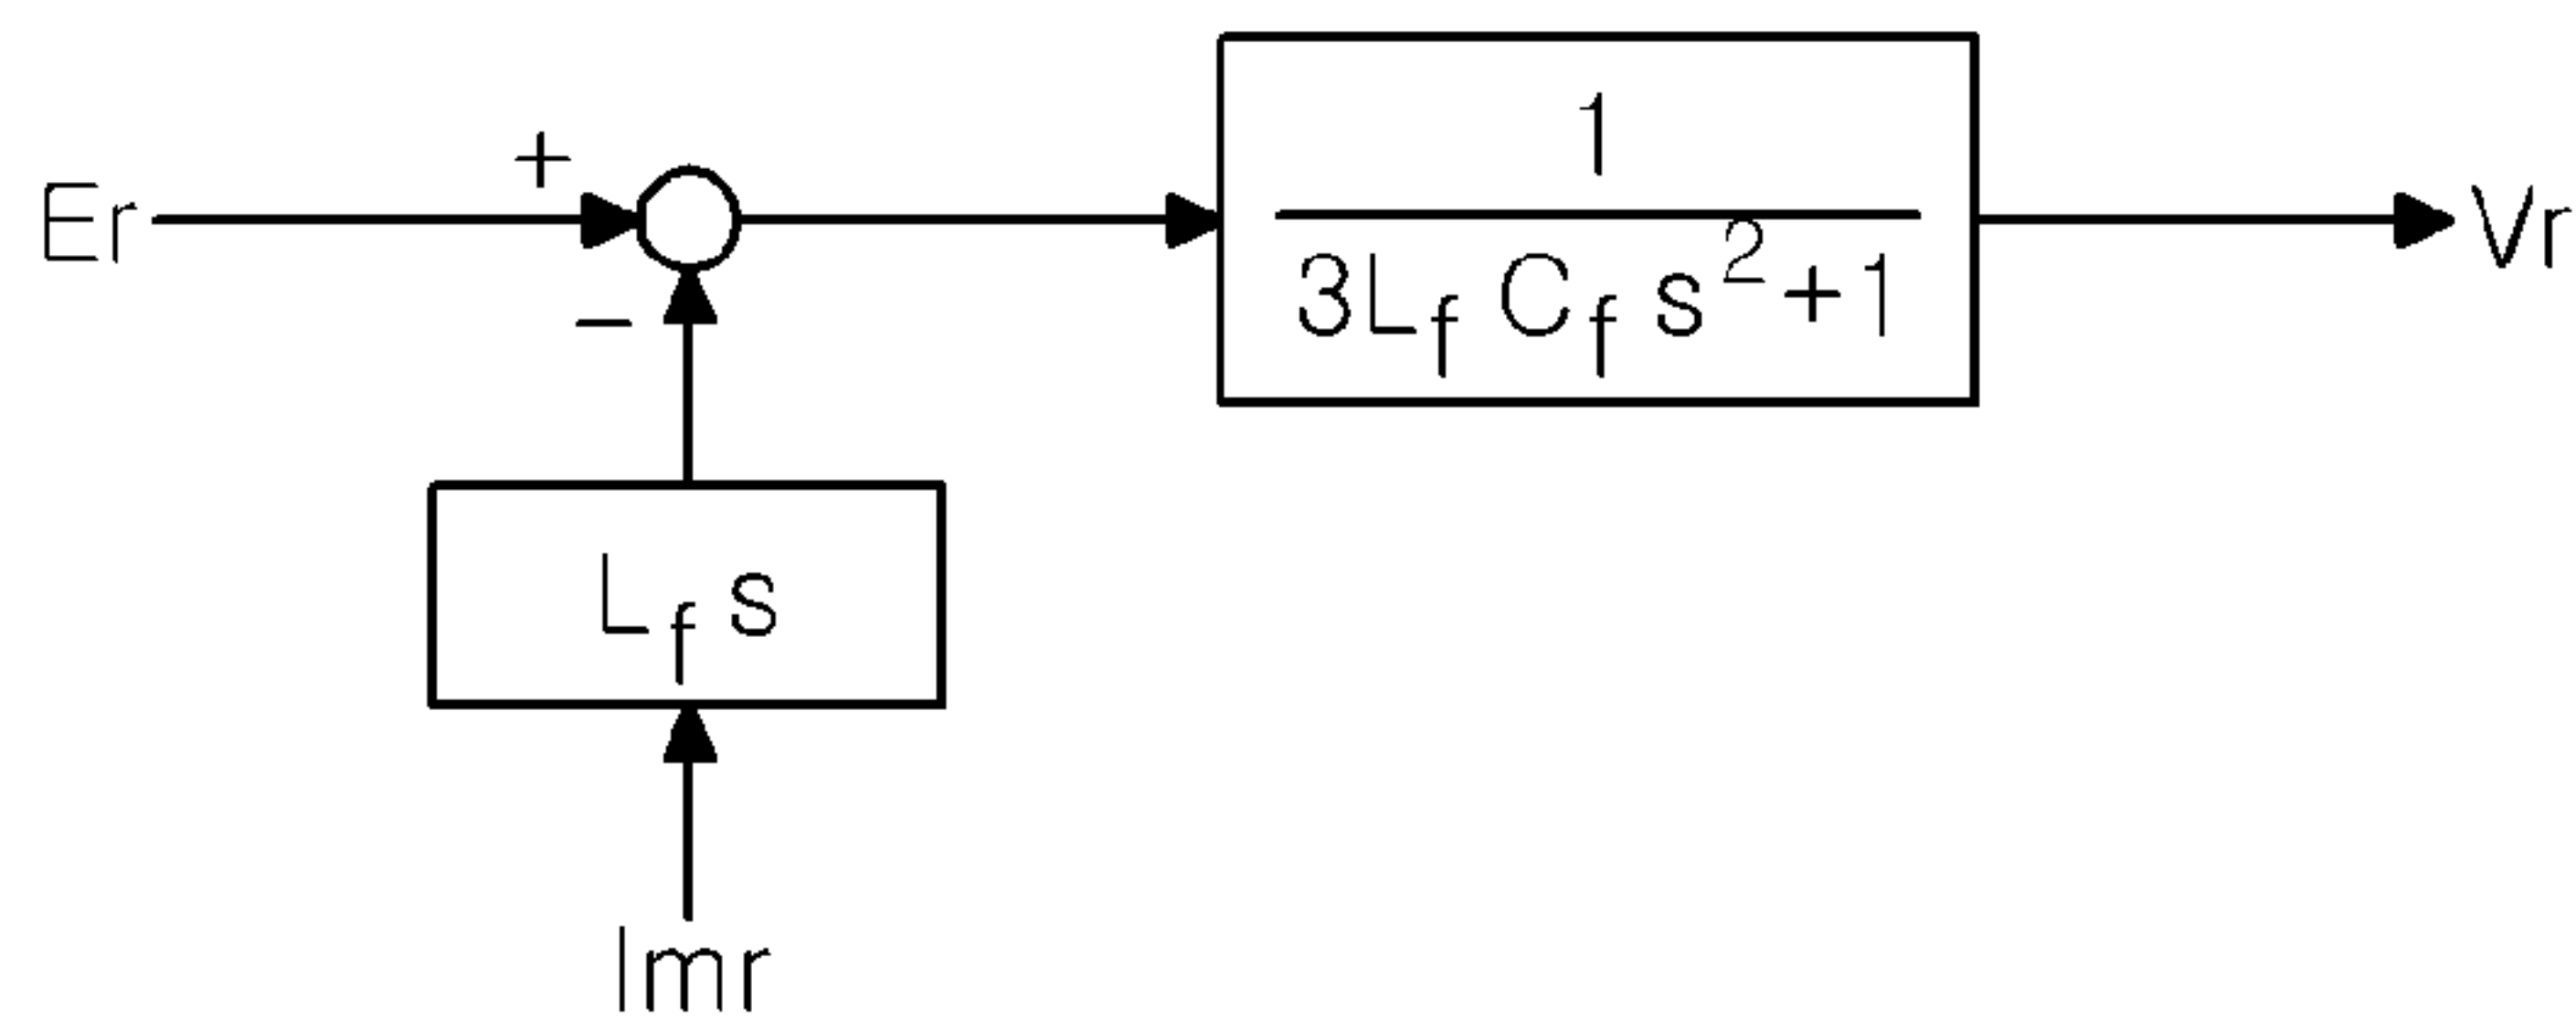 +
Er
1
3L_f C_f s^2+1
Vr
−
L_f s
Imr